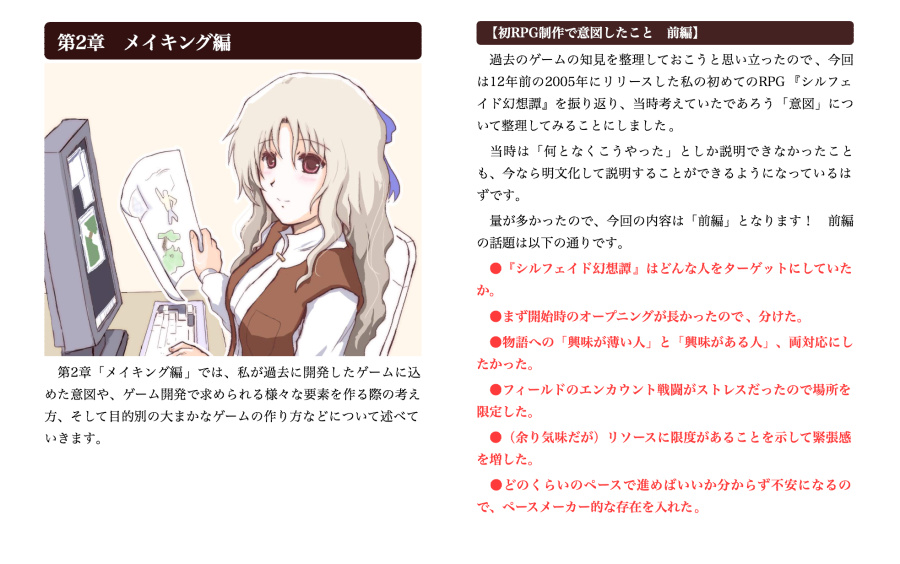 第2章　メイキング編
第2章「メイキング編」では、私が過去に開発したゲームに込
めた意図や、ゲーム開発で求められる様々な要素を作る際の考え
方、そして目的別の大まかなゲームの作り方などについて述べて
いきます。
【初RPG制作で意図したこと　前編】
過去のゲームの知見を整理しておこうと思い立ったので、今回
は12年前の2005年にリリースした私の初めてのRPG『シルフェ
イド幻想譚』を振り返り、当時考えていたであろう「意図」につ
いて整理してみることにしました。
当時は「何となくこうやった」としか説明できなかったこと
も、今なら明文化して説明することができるようになっているは
ずです。
量が多かったので、今回の内容は「前編」となります！　前編
の話題は以下の通りです。
●『シルフェイド幻想譚』はどんな人をターゲットにしていた
か。
●まず開始時のオープニングが長かったので、分けた。
●物語への「興味が薄い人」と「興味がある人」、両対応にし
たかった。
●フィールドのエンカウント戦闘がストレスだったので場所を
限定した。
●（余り気味だが）リソースに限度があることを示して緊張感
を増した。
●どのくらいのペースで進めばいいか分からず不安になるの
で、ペースメーカー的な存在を入れた。